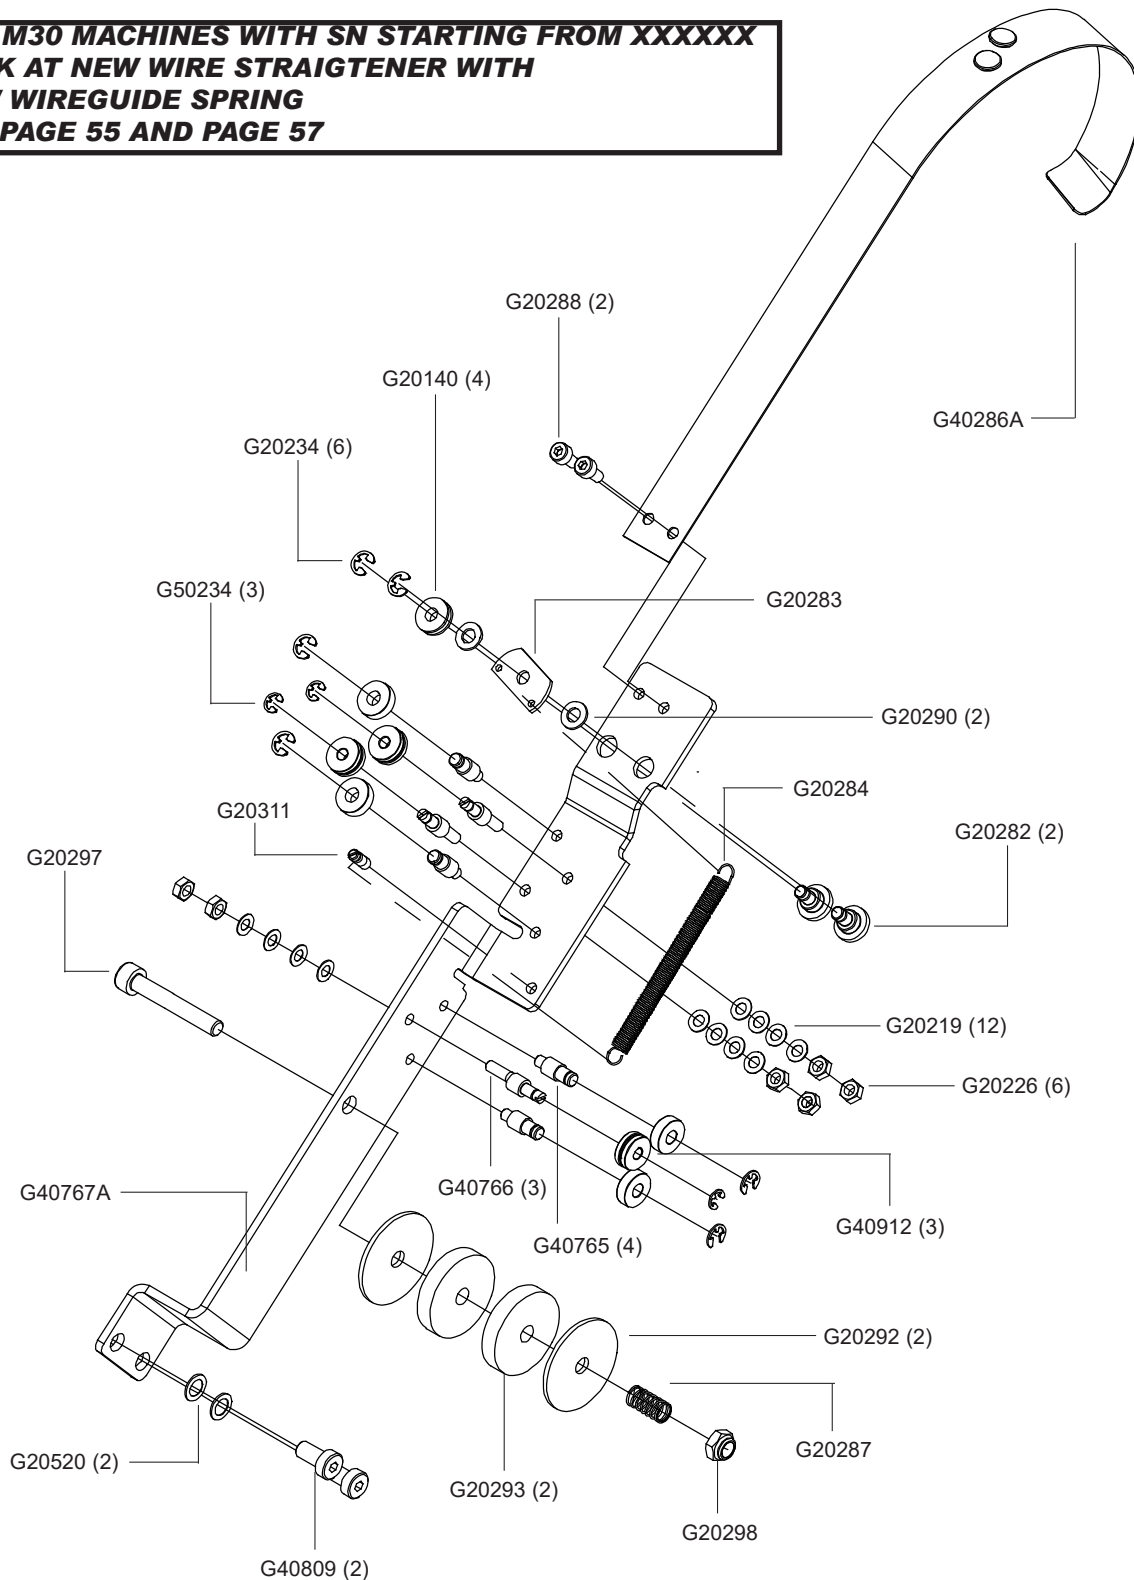 M30 MACHINES WITH SN STARTING FROM XXXXXX
K AT NEW WIRE STRAIGTENER WITH
WIREGUIDE SPRING
PAGE 55 AND PAGE 57
G20288 (2)
G20140 (4)
G40286A
G20234 (6)
G50234 (3)
G20283
G20290 (2)
G20284
G20311
G20282 (2)
G20297
G20219 (12)
G20226 (6)
G40766 (3)
G40767A
G40912 (3)
G40765 (4)
G20292 (2)
G20287
G20520 (2)
G20293 (2)
G20298
G40809 (2)